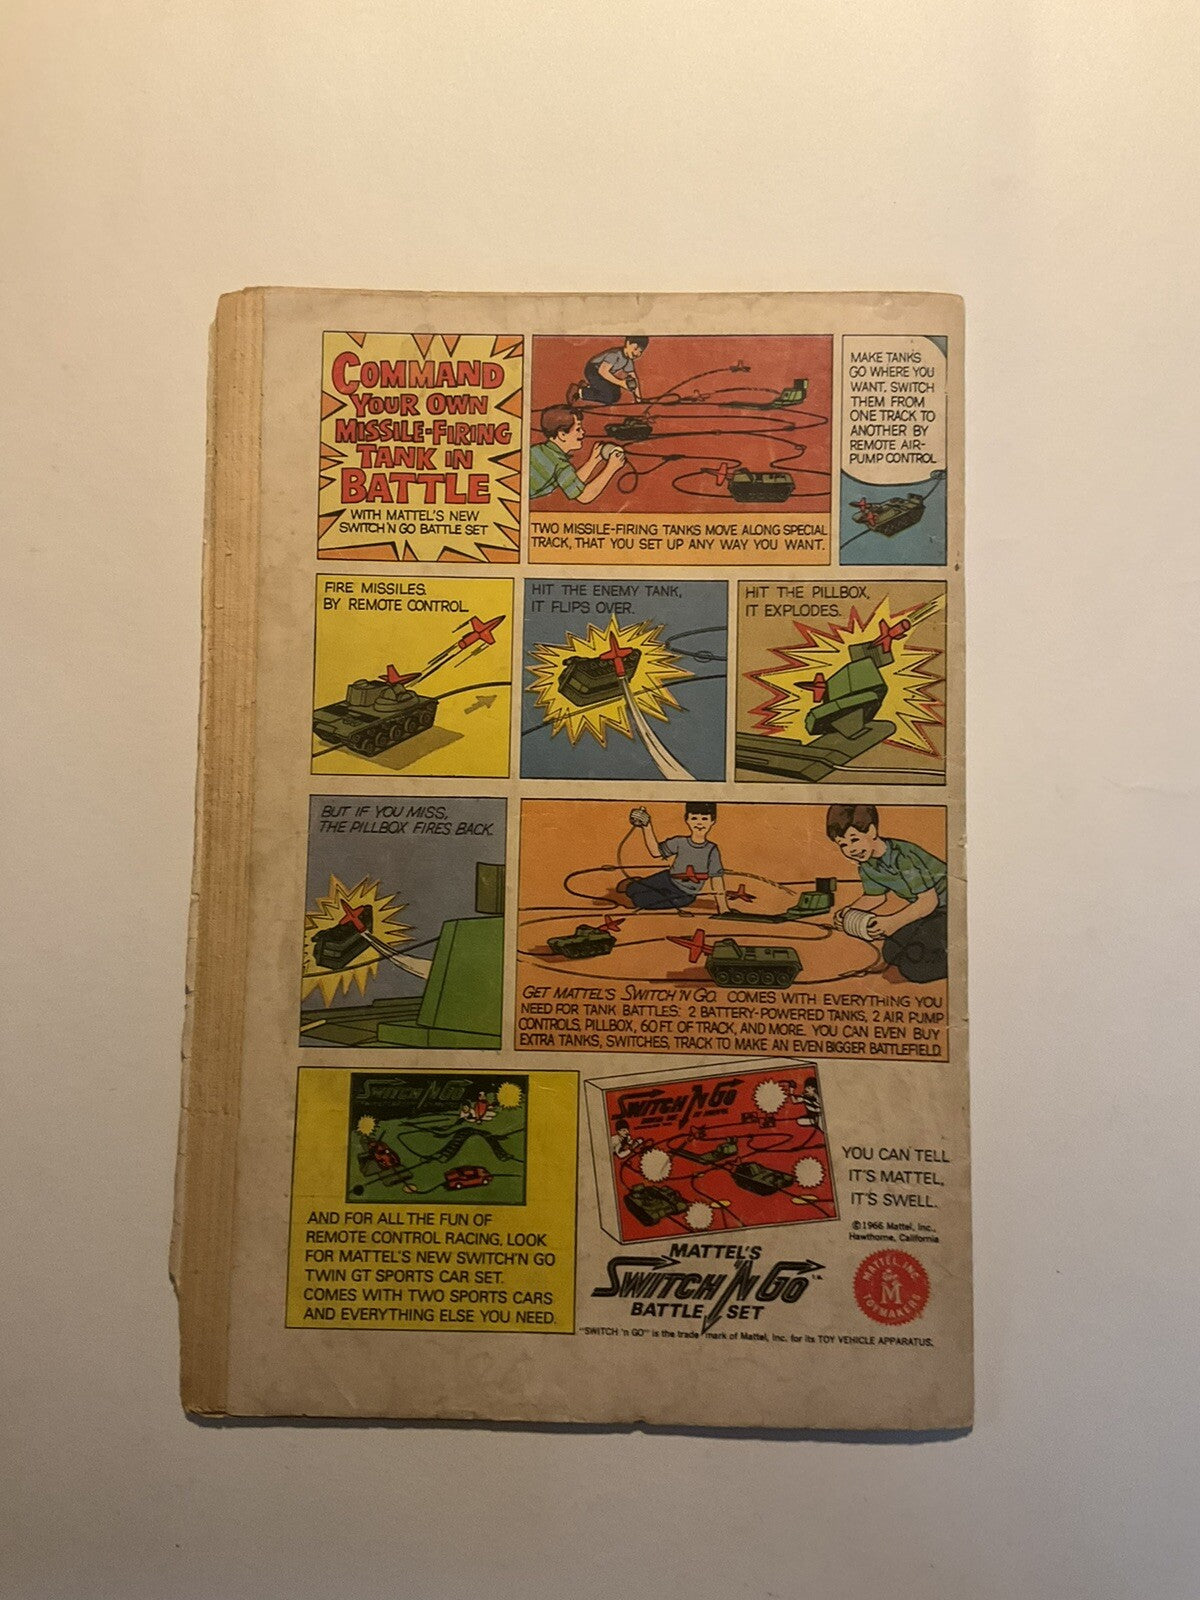 COMMAND
YOUR OWN
MISSILE-FIRING
TANK IN
BATTLE
WITH MATTEL'S NEW
SWITCH 'N GO BATTLE SET
TWO MISSILE-FIRING TANKS MOVE ALONG SPECIAL
TRACK, THAT YOU SET UP ANY WAY YOU WANT.
MAKE TANKS
GO WHERE YOU
WANT. SWITCH
THEM FROM
ONE TRACK TO
ANOTHER BY
REMOTE AIR-
PUMP CONTROL
FIRE MISSILES
BY REMOTE CONTROL
HIT THE ENEMY TANK,
IT FLIPS OVER.
HIT THE PILLBOX,
IT EXPLODES.
BUT IF YOU MISS,
THE PILLBOX FIRES BACK.
GET MATTEL'S SWITCH 'N GO. COMES WITH EVERYTHING YOU
NEED FOR TANK BATTLES: 2 BATTERY-POWERED TANKS, 2 AIR PUMP
CONTROLS, PILLBOX, 60 FT. OF TRACK, AND MORE. YOU CAN EVEN BUY
EXTRA TANKS, SWITCHES, TRACK TO MAKE AN EVEN BIGGER BATTLEFIELD.
SWITCH 'N GO
AND FOR ALL THE FUN OF
REMOTE CONTROL RACING, LOOK
FOR MATTEL'S NEW SWITCH'N GO
TWIN GT SPORTS CAR SET.
COMES WITH TWO SPORTS CARS
AND EVERYTHING ELSE YOU NEED.
SWITCH 'N GO
YOU CAN TELL
IT'S MATTEL,
IT'S SWELL.
©1966 Mattel, Inc.,
Hawthorne, California
MATTEL, INC.
M
TOYMAKERS
MATTEL'S
SWITCH 'N GO T.M.
BATTLE SET
"SWITCH 'n GO" is the trade mark of Mattel, Inc. for its TOY VEHICLE APPARATUS.